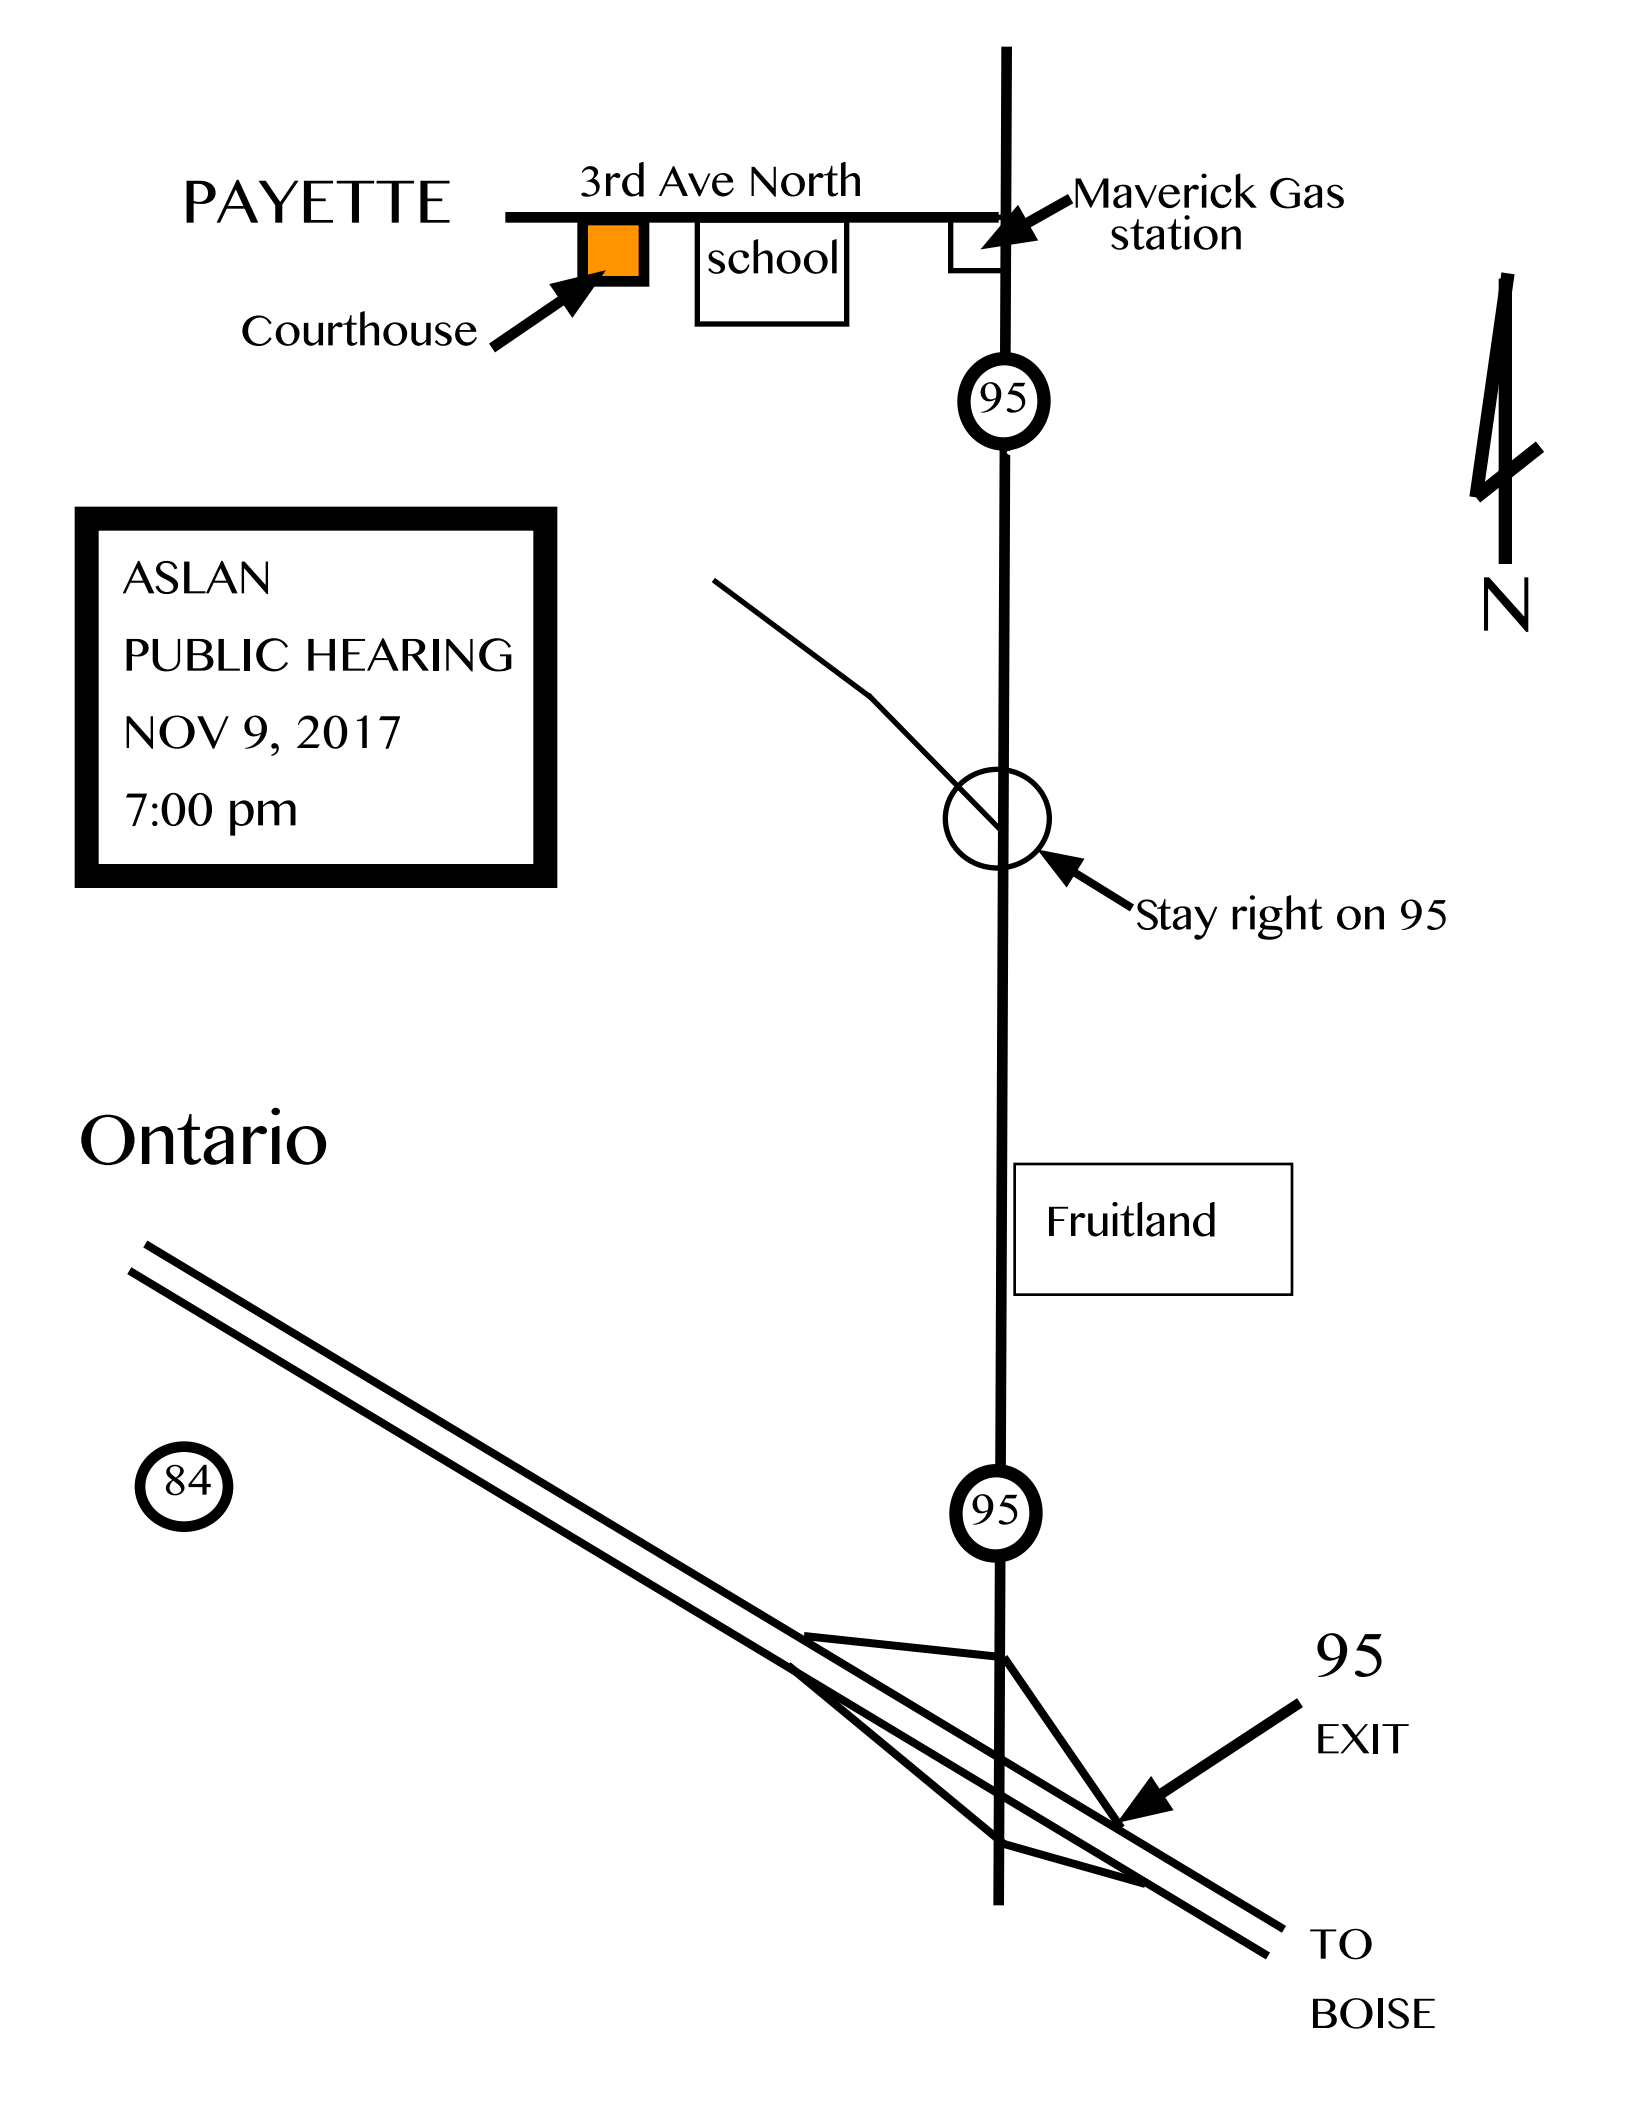 3rd Ave North
PAYETTE
Maverick Gas
station
school
Courthouse
95
ASLAN
PUBLIC HEARING
NOV 9, 2017
7:00 pm
N
Stay right on 95
Ontario
Fruitland
84
95
95
EXIT
TO
BOISE